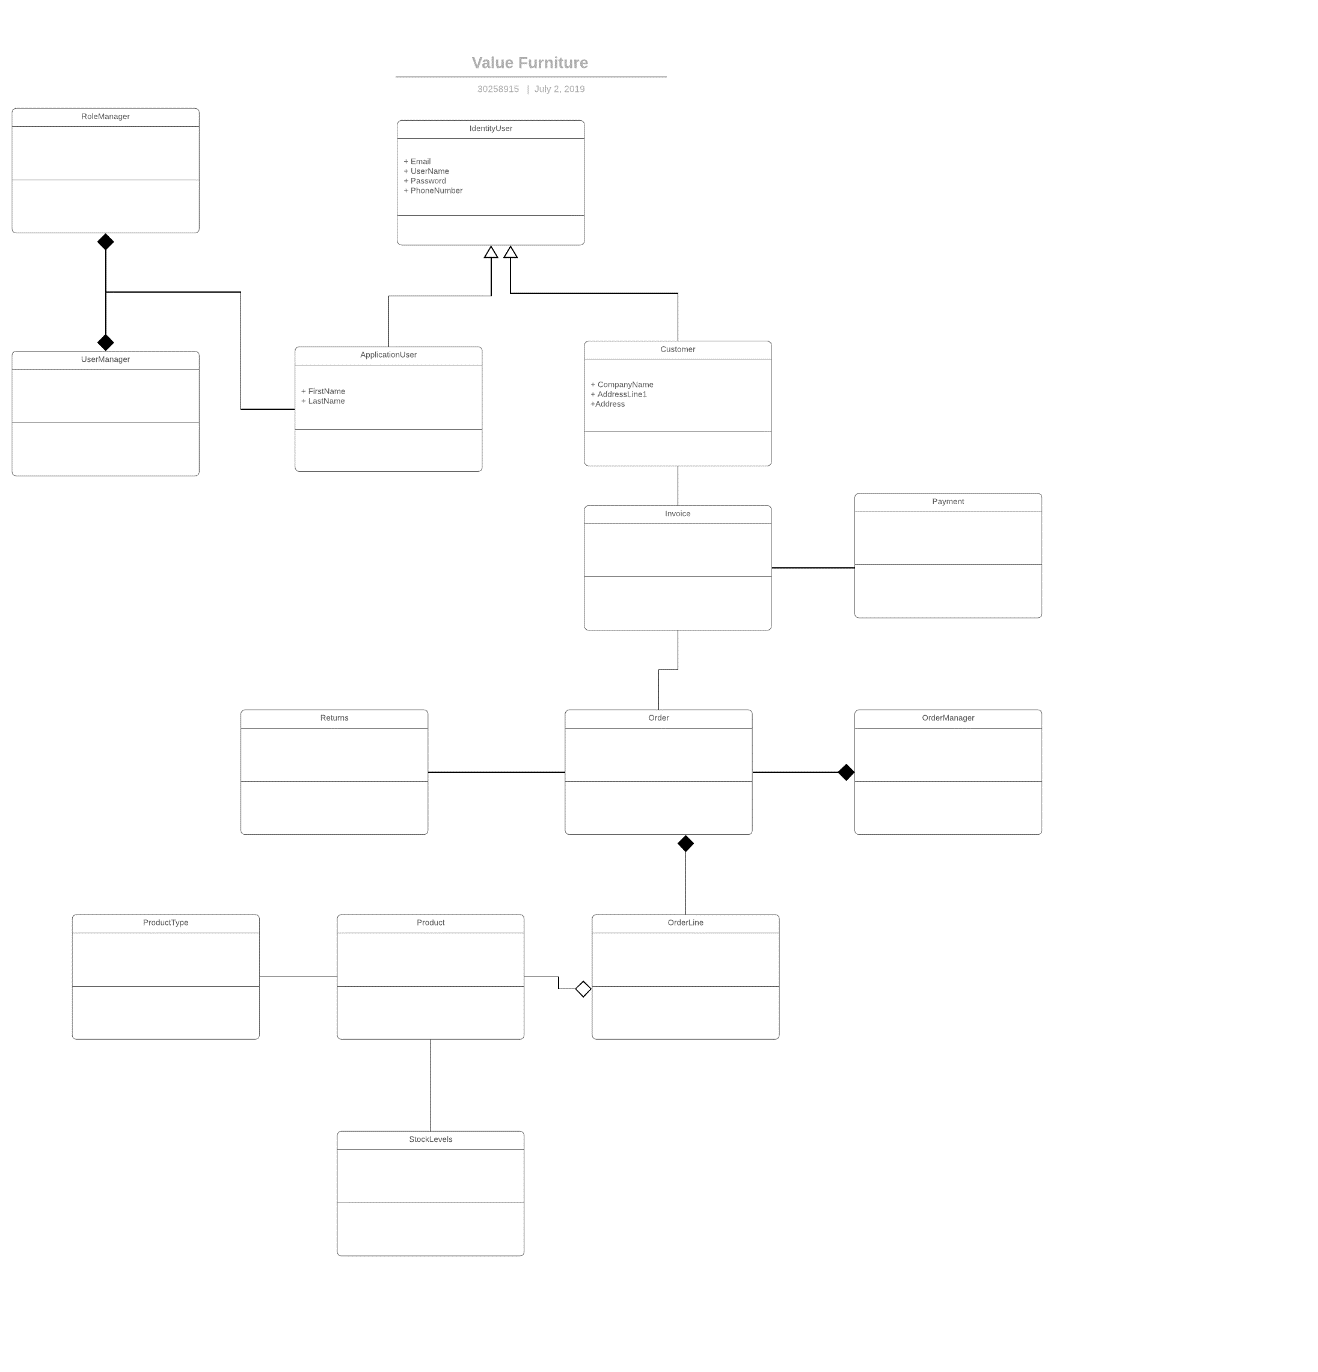 Value Furniture
30258915 | July 2, 2019
RoleManager
IdentityUser
+ Email
+ UserName
+ Password
+ PhoneNumber
UserManager
ApplicationUser
+ FirstName
+ LastName
Customer
+ CompanyName
+ AddressLine1
+Address
Invoice
Payment
Returns
Order
OrderManager
ProductType
Product
OrderLine
StockLevels